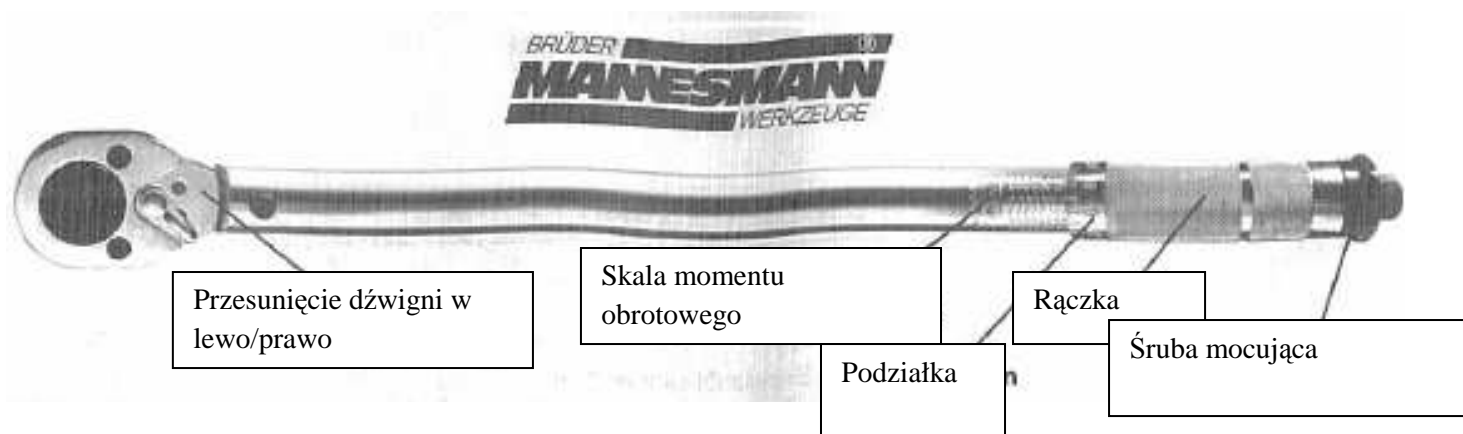 BRÜDER
MANNESMANN
WERKZEUGE
Przesunięcie dźwigni w
lewo/prawo
Skala momentu
obrotowego
Rączka
Śruba mocująca
Podziałka